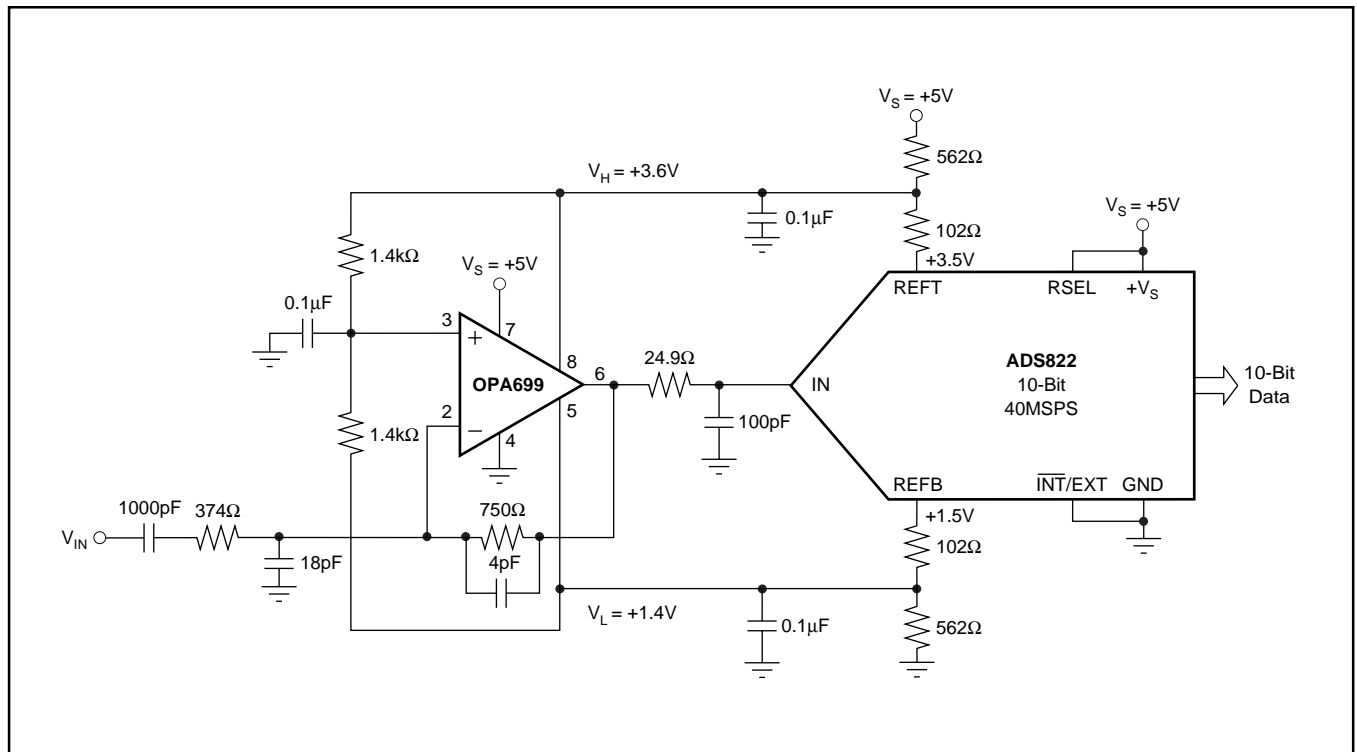 V_S = +5V
562Ω
V_H = +3.6V
0.1μF
102Ω
V_S = +5V
1.4kΩ
V_S = +5V
+3.5V
REFT
RSEL
+V_S
0.1μF
3
+
7
8
OPA699
6
24.9Ω
IN
ADS822
10-Bit
40MSPS
10-Bit
Data
1.4kΩ
2
−
5
4
100pF
REFB
INT/EXT
GND
1000pF
374Ω
750Ω
+1.5V
V_IN
18pF
4pF
102Ω
V_L = +1.4V
0.1μF
562Ω